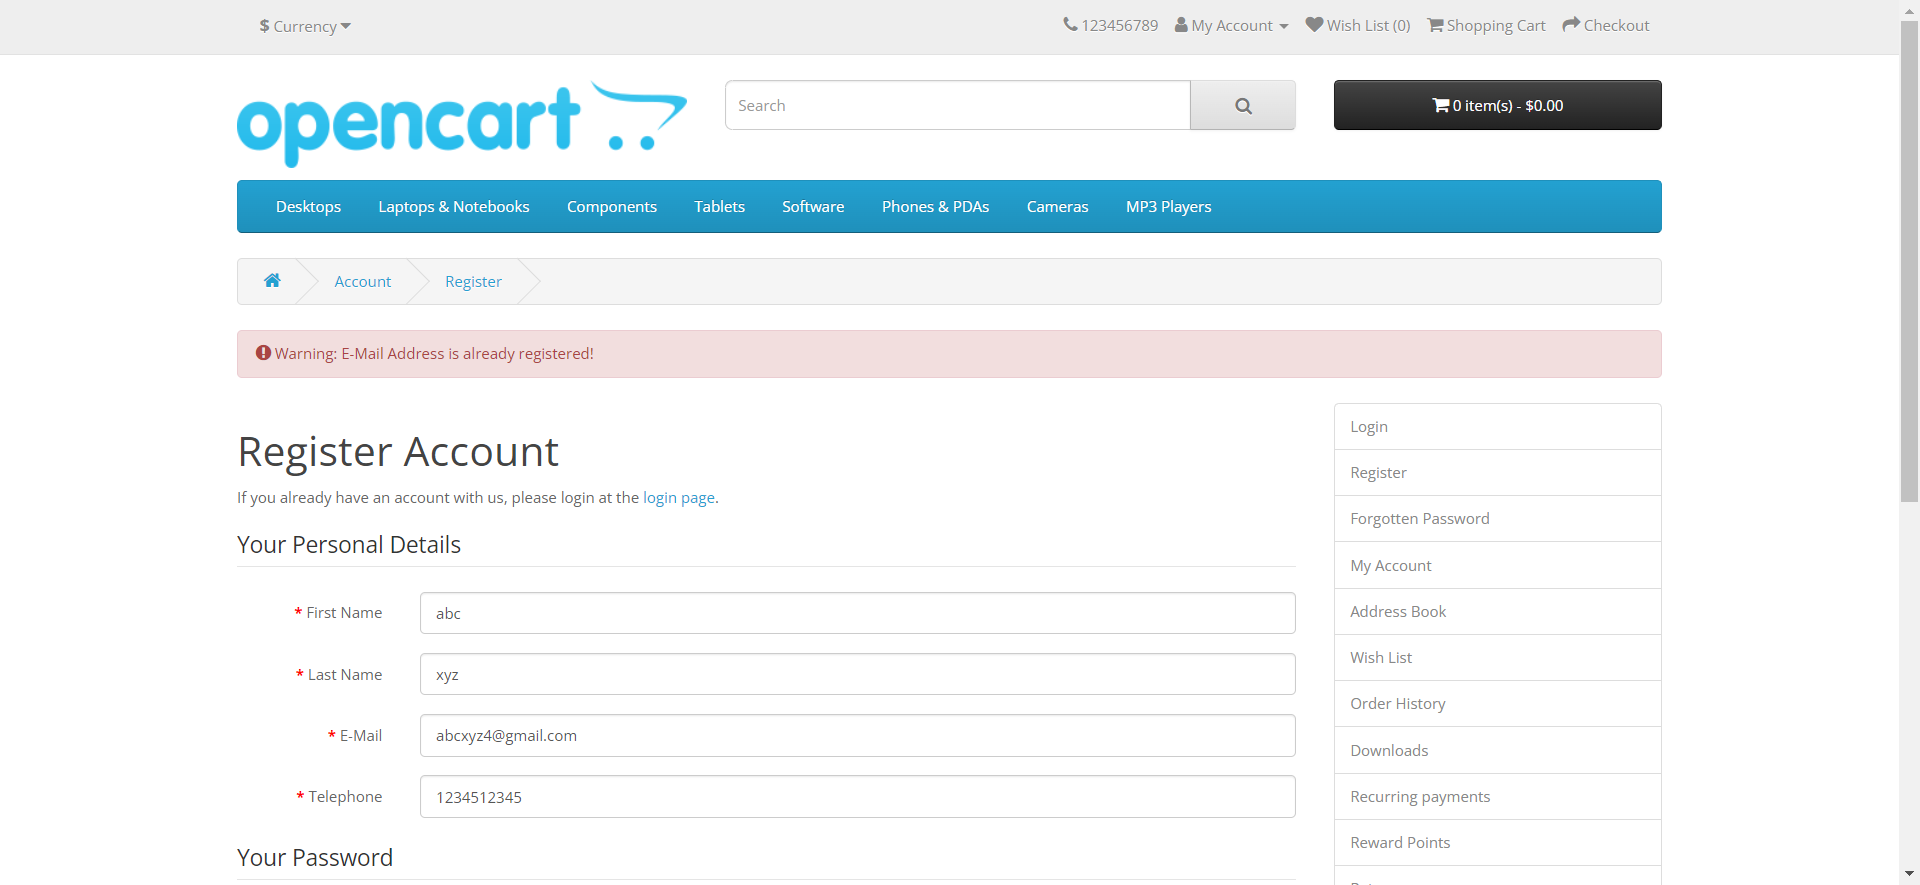 $ Currency
123456789 My Account Wish List (0) Shopping Cart Checkout
opencart
Search
0 item(s) - $0.00
Desktops Laptops & Notebooks Components Tablets Software Phones & PDAs Cameras MP3 Players
Account Register
Warning: E-Mail Address is already registered!
Register Account
If you already have an account with us, please login at the login page.
Your Personal Details
* First Name abc
* Last Name xyz
* E-Mail abcxyz4@gmail.com
* Telephone 1234512345
Your Password
Login
Register
Forgotten Password
My Account
Address Book
Wish List
Order History
Downloads
Recurring payments
Reward Points